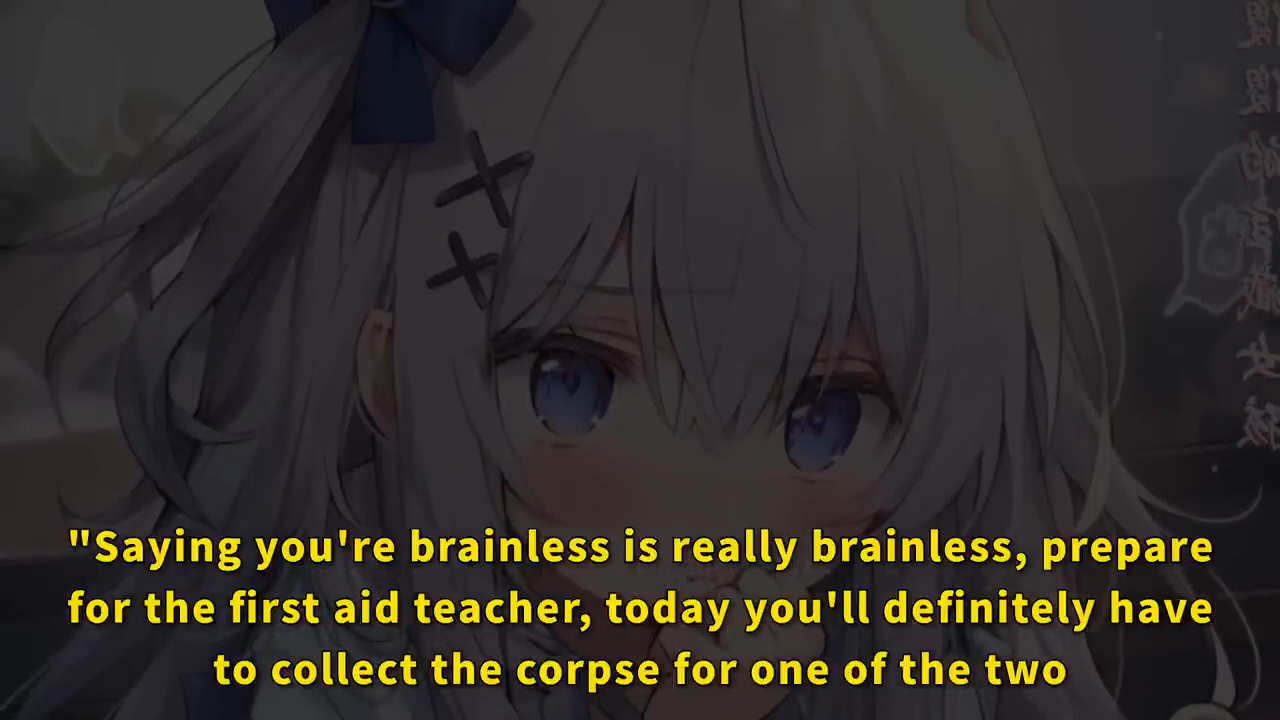 "Saying you're brainless is really brainless, prepare
for the first aid teacher, today you'll definitely have
to collect the corpse for one of the two